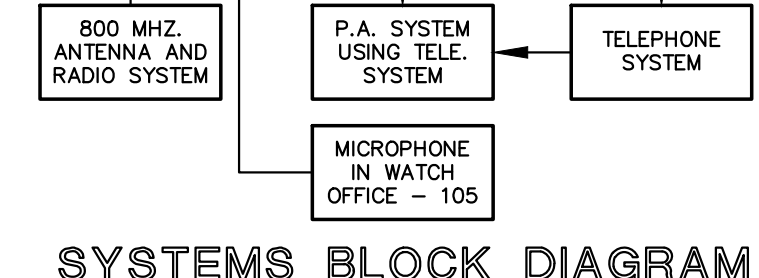 800 MHZ.
ANTENNA AND
RADIO SYSTEM
P.A. SYSTEM
USING TELE.
SYSTEM
TELEPHONE
SYSTEM
MICROPHONE
IN WATCH
OFFICE – 105
SYSTEMS BLOCK DIAGRAM